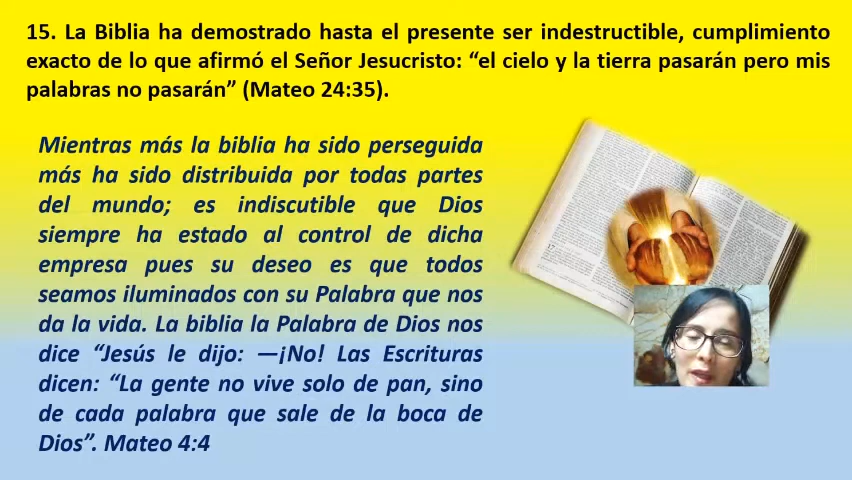 15. La Biblia ha demostrado hasta el presente ser indestructible, cumplimiento
exacto de lo que afirmó el Señor Jesucristo: “el cielo y la tierra pasarán pero mis
palabras no pasarán” (Mateo 24:35).
Mientras más la biblia ha sido perseguida
más ha sido distribuida por todas partes
del mundo; es indiscutible que Dios
siempre ha estado al control de dicha
empresa pues su deseo es que todos
seamos iluminados con su Palabra que nos
da la vida. La biblia la Palabra de Dios nos
dice “Jesús le dijo: —¡No! Las Escrituras
dicen: “La gente no vive solo de pan, sino
de cada palabra que sale de la boca de
Dios”. Mateo 4:4